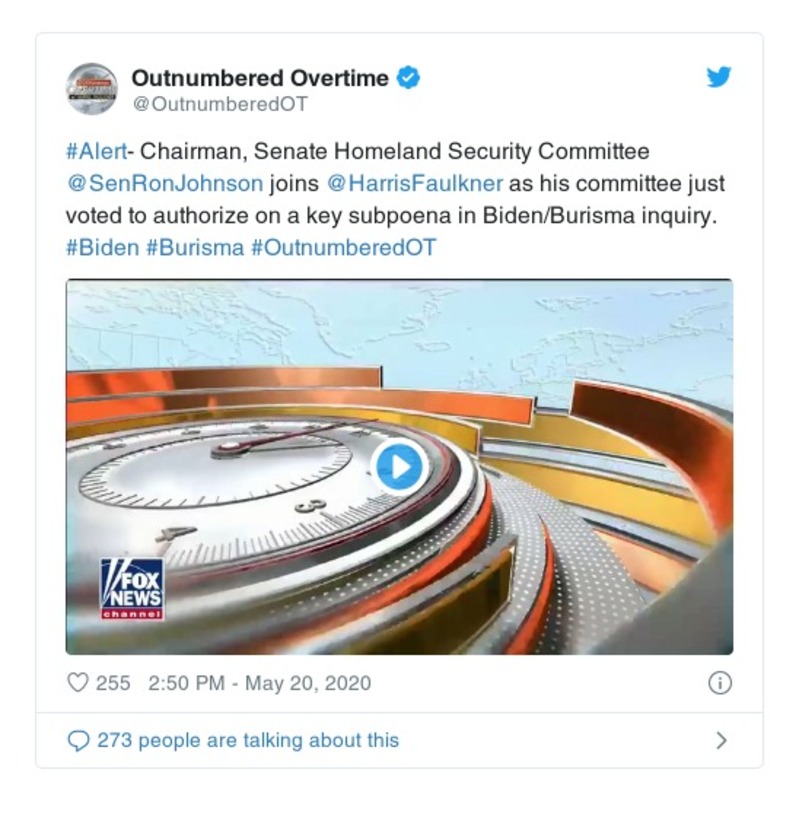 Outnumbered Overtime
@OutnumberedOT
#Alert- Chairman, Senate Homeland Security Committee
@SenRonJohnson joins @HarrisFaulkner as his committee just
voted to authorize on a key subpoena in Biden/Burisma inquiry.
#Biden #Burisma #OutnumberedOT
4
3
FOX
NEWS
channel
255 2:50 PM - May 20, 2020
273 people are talking about this